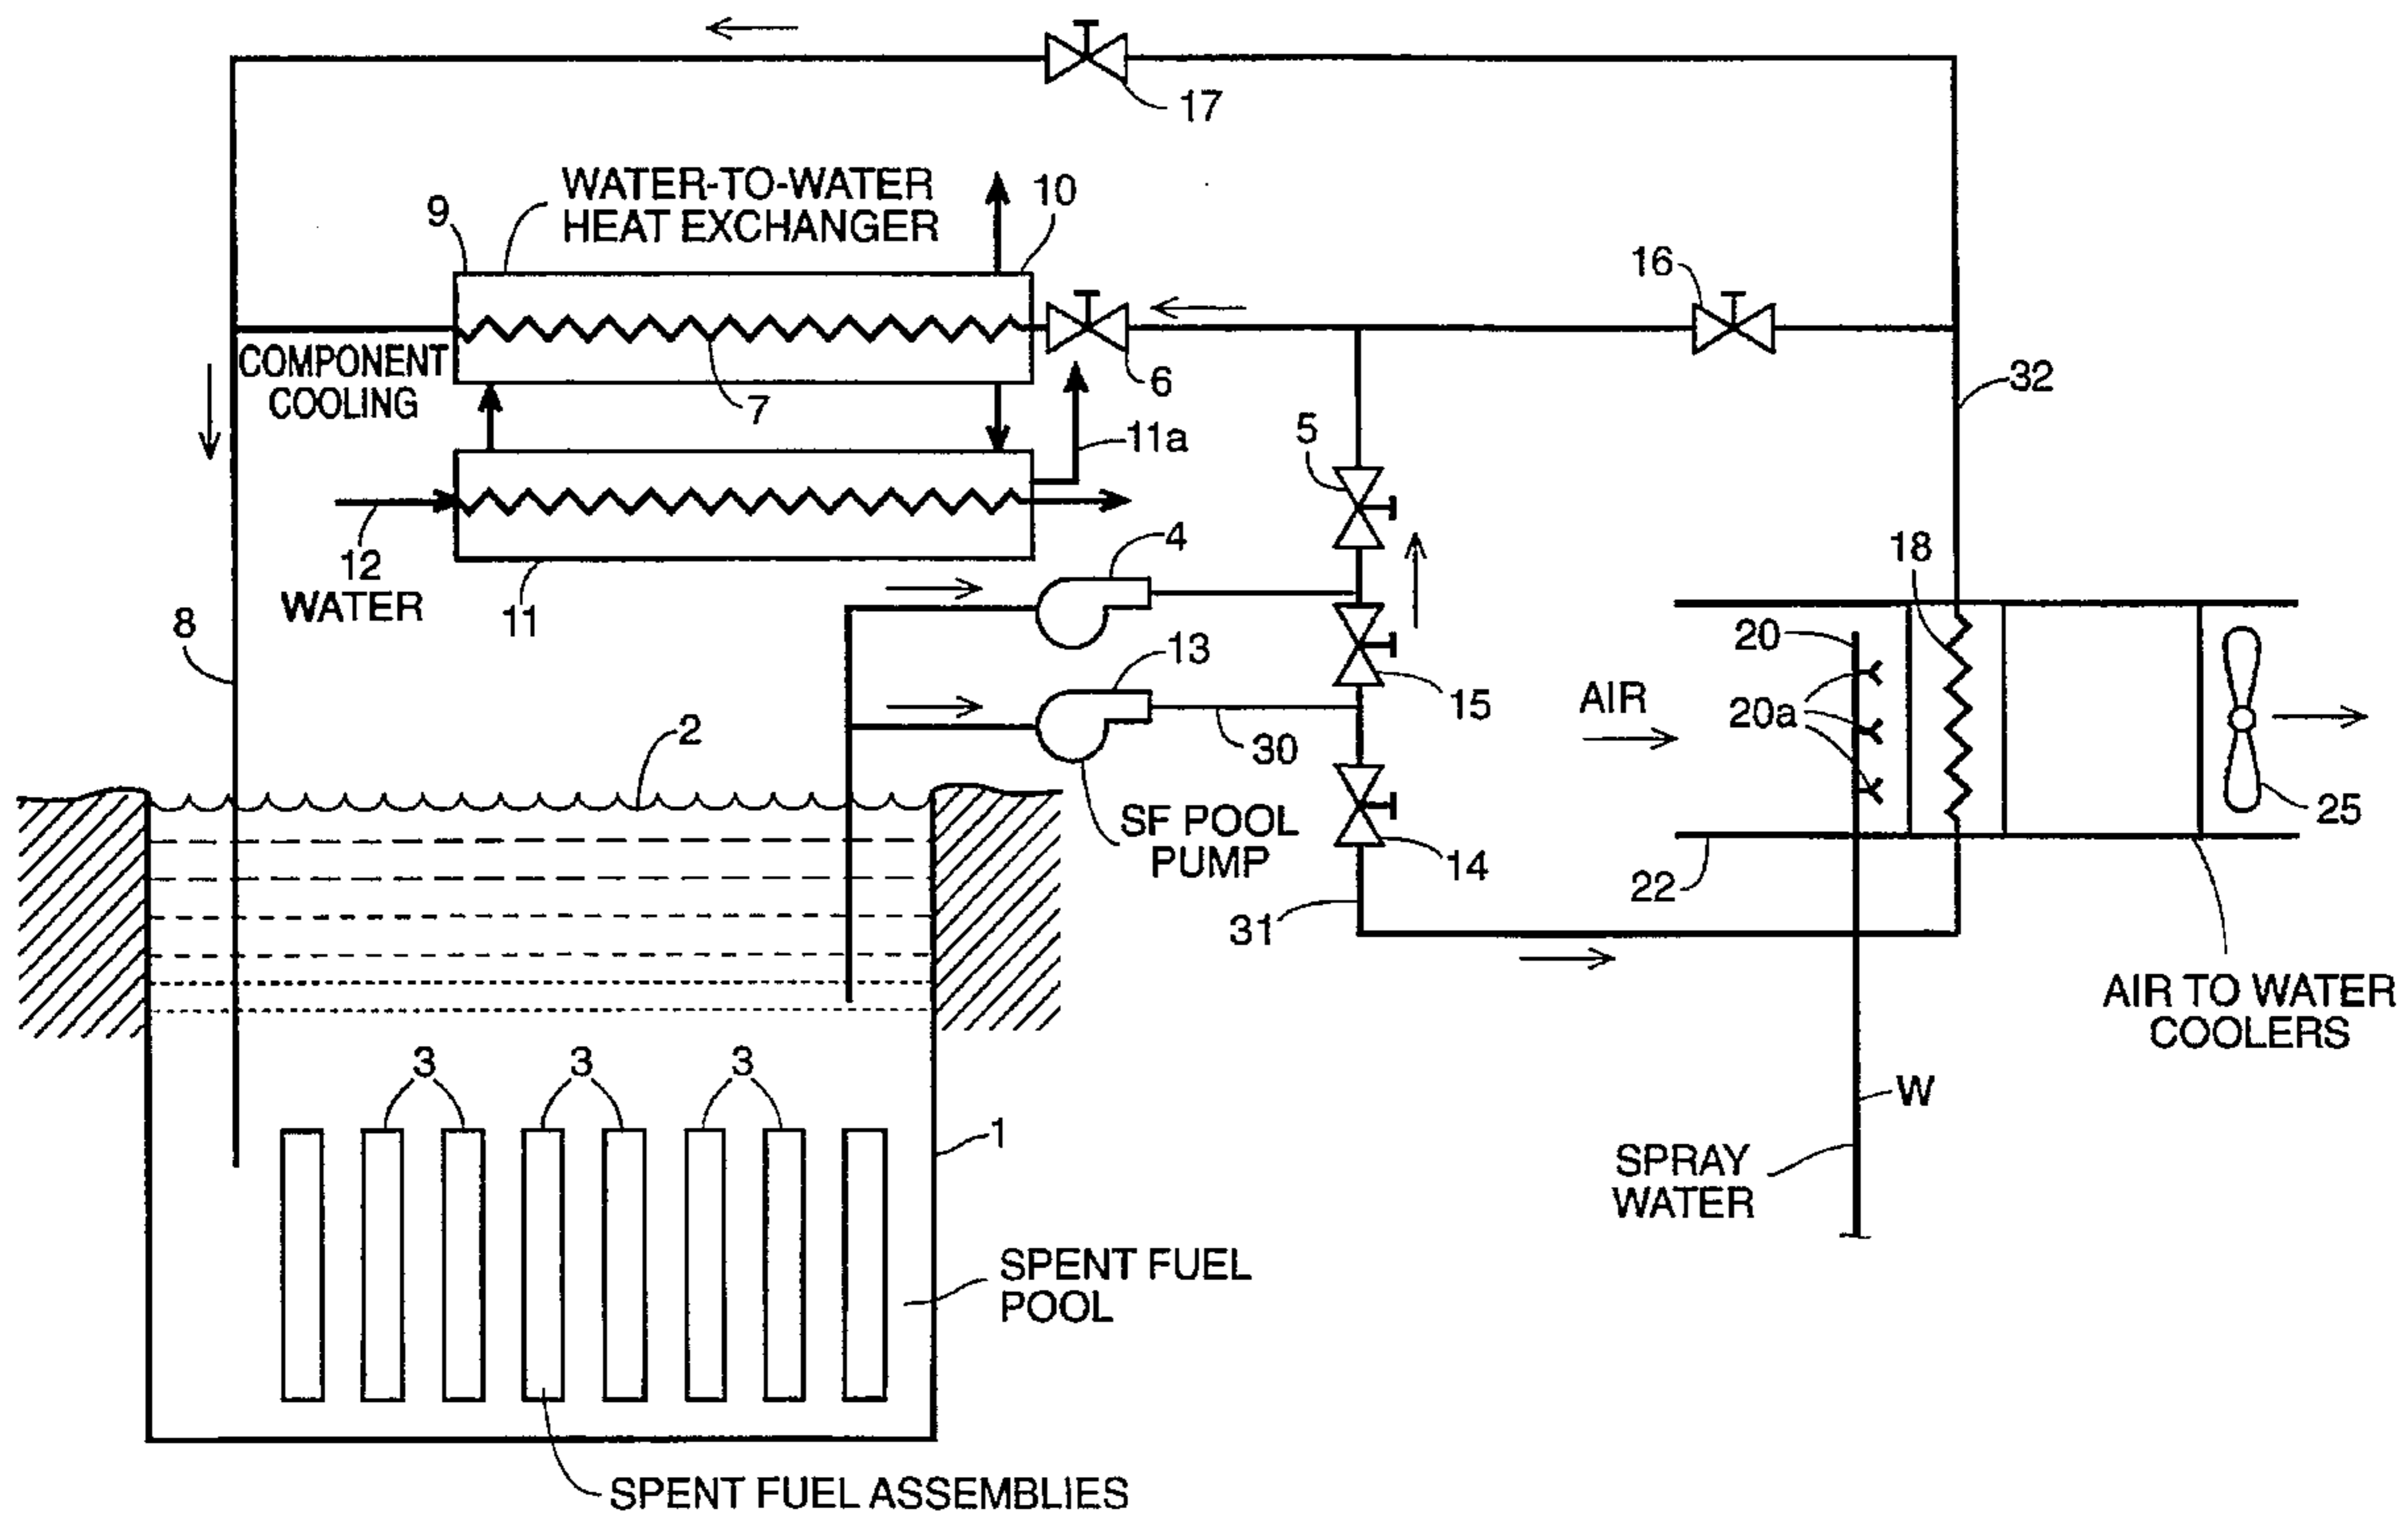 17
WATER-TO-WATER
HEAT EXCHANGER
9
10
16
COMPONENT
COOLING
7
6
32
5
11a
12
WATER
11
4
18
8
13
20
15
AIR
20a
2
30
SF POOL
PUMP
14
25
22
31
AIR TO WATER
COOLERS
3
3
3
1
W
SPRAY
WATER
SPENT FUEL
POOL
SPENT FUEL ASSEMBLIES